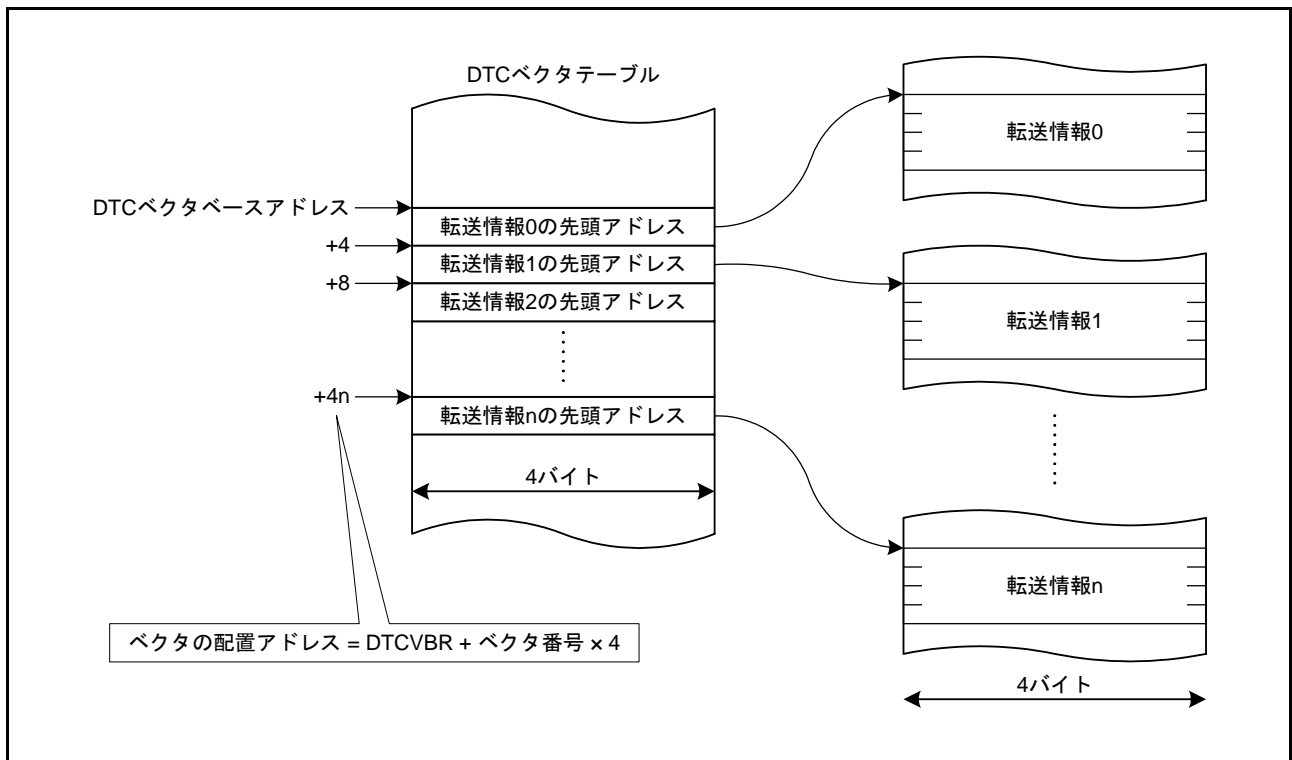 DTCベクタテーブル
DTCベクタベースアドレス
転送情報0の先頭アドレス
+4
転送情報1の先頭アドレス
+8
転送情報2の先頭アドレス
+4n
転送情報nの先頭アドレス
4バイト
ベクタの配置アドレス = DTCVBR + ベクタ番号 × 4
転送情報0
転送情報1
転送情報n
4バイト